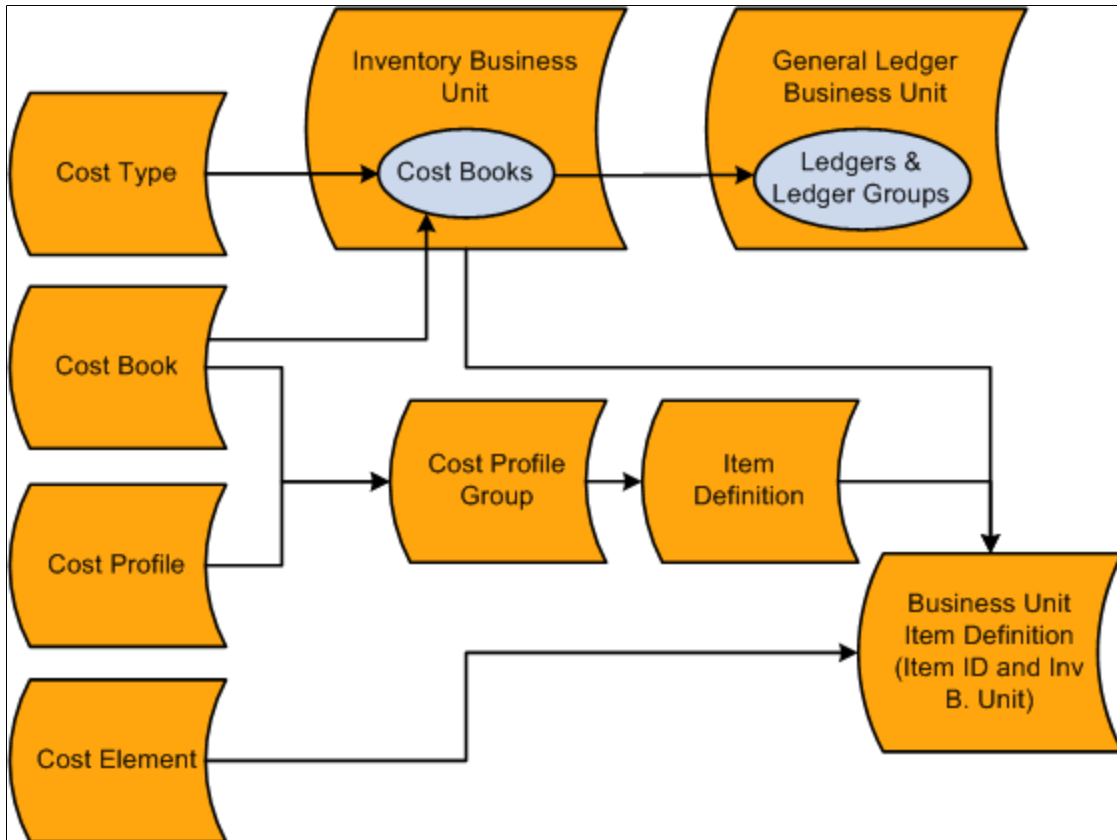 Inventory Business
Unit
General Ledger
Business Unit
Cost Type
Cost Books
Ledgers &
Ledger Groups
Cost Book
Cost Profile
Group
Item
Definition
Cost Profile
Business Unit
Item Definition
(Item ID and Inv
B. Unit)
Cost Element